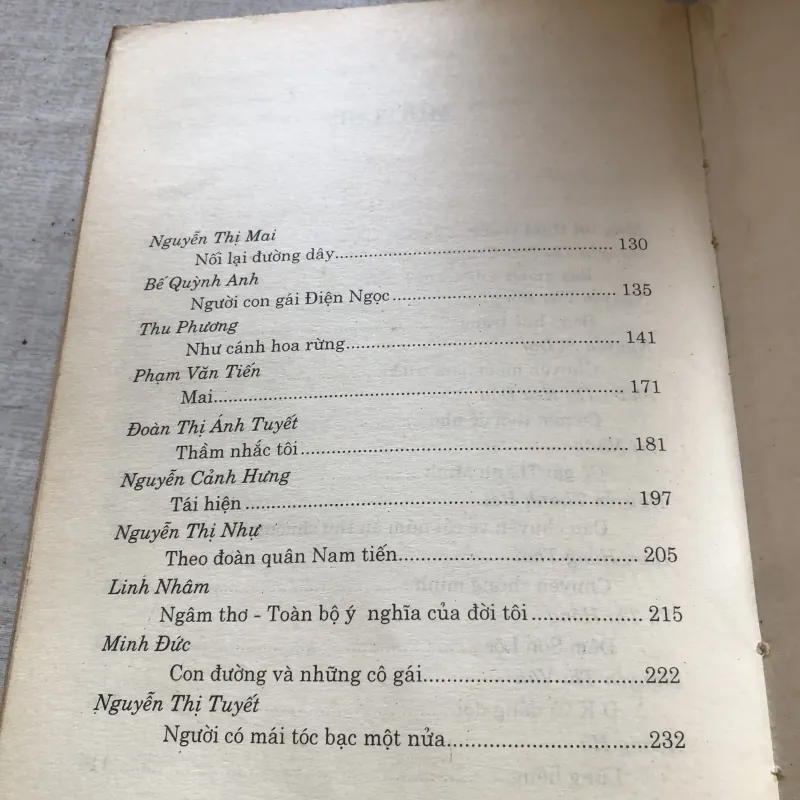 Nguyễn Thị Mai
Nối lại đường dây........................................ 130
Bế Quỳnh Anh
Người con gái Điện Ngọc................................ 135
Thu Phương
Như cánh hoa rừng........................................ 141
Phạm Văn Tiến
Mai............................................................ 171
Đoàn Thị Ánh Tuyết
Thầm nhắc tôi............................................... 181
Nguyễn Cảnh Hưng
Tái hiện...................................................... 197
Nguyễn Thị Như
Theo đoàn quân Nam tiến................................ 205
Linh Nhâm
Ngâm thơ - Toàn bộ ý nghĩa của đời tôi................. 215
Minh Đức
Con đường và những cô gái...............................222
Nguyễn Thị Tuyết
Người có mái tóc bạc một nửa............................232